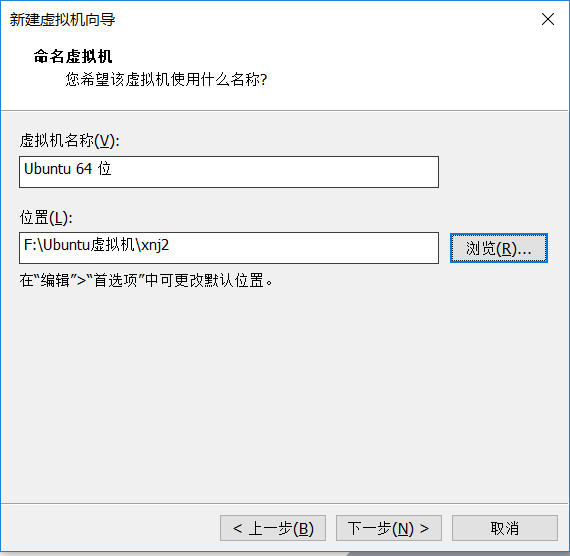 新建虚拟机向导
命名虚拟机
您希望该虚拟机使用什么名称?
虚拟机名称(V):
Ubuntu 64 位
位置(L):
F:\Ubuntu虚拟机\xnj2
浏览(R)...
在“编辑”>“首选项”中可更改默认位置。
< 上一步(B)
下一步(N) >
取消